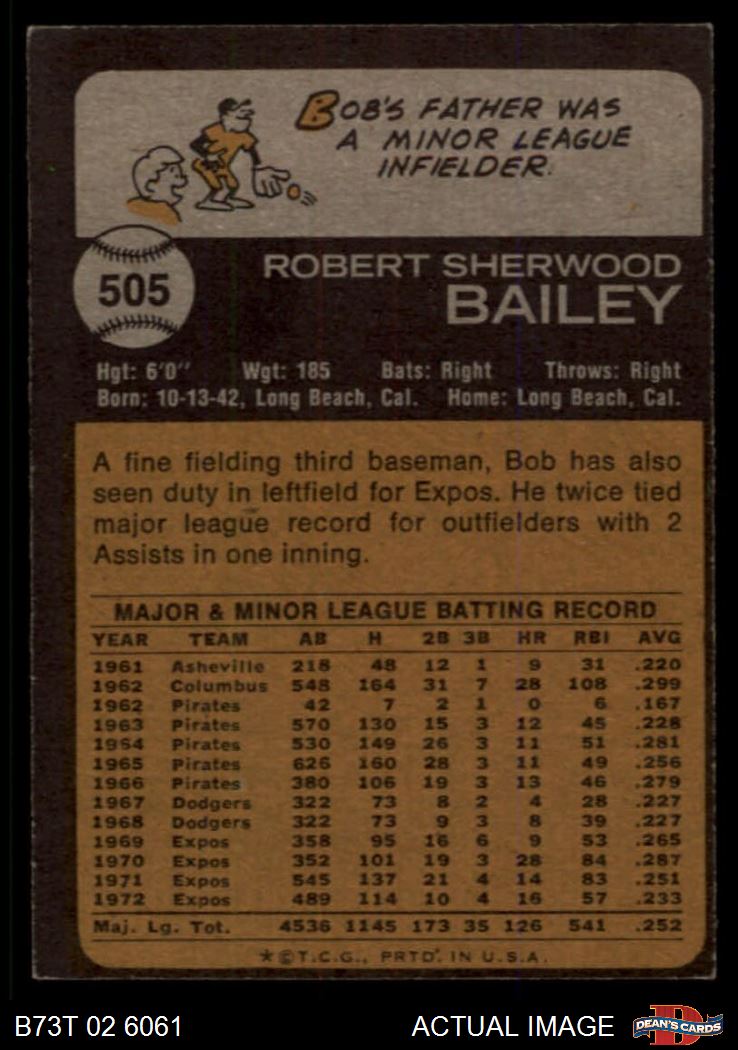 BOB'S FATHER WAS
A MINOR LEAGUE
INFIELDER.
505
ROBERT SHERWOOD
BAILEY
Hgt: 6'0'' Wgt: 185 Bats: Right Throws: Right
Born: 10-13-42, Long Beach, Cal. Home: Long Beach, Cal.
A fine fielding third baseman, Bob has also
seen duty in leftfield for Expos. He twice tied
major league record for outfielders with 2
Assists in one inning.
MAJOR & MINOR LEAGUE BATTING RECORD
YEAR TEAM AB H 2B 3B HR RBI AVG
1961 Asheville 218 48 12 1 9 31 .220
1962 Columbus 548 164 31 7 28 108 .299
1962 Pirates 42 7 2 1 0 6 .167
1963 Pirates 570 130 15 3 12 45 .228
1964 Pirates 530 149 26 3 11 51 .281
1965 Pirates 626 160 28 3 11 49 .256
1966 Pirates 380 106 19 3 13 46 .279
1967 Dodgers 322 73 8 2 4 28 .227
1968 Dodgers 322 73 9 3 8 39 .227
1969 Expos 358 95 16 6 9 53 .265
1970 Expos 352 101 19 3 28 84 .287
1971 Expos 545 137 21 4 14 83 .251
1972 Expos 489 114 10 4 16 57 .233
Maj. Lg. Tot. 4536 1145 173 35 126 541 .252
*©T.C.G., PRTD. IN U.S.A.
B73T 02 6061 ACTUAL IMAGE DEAN'S CARDS